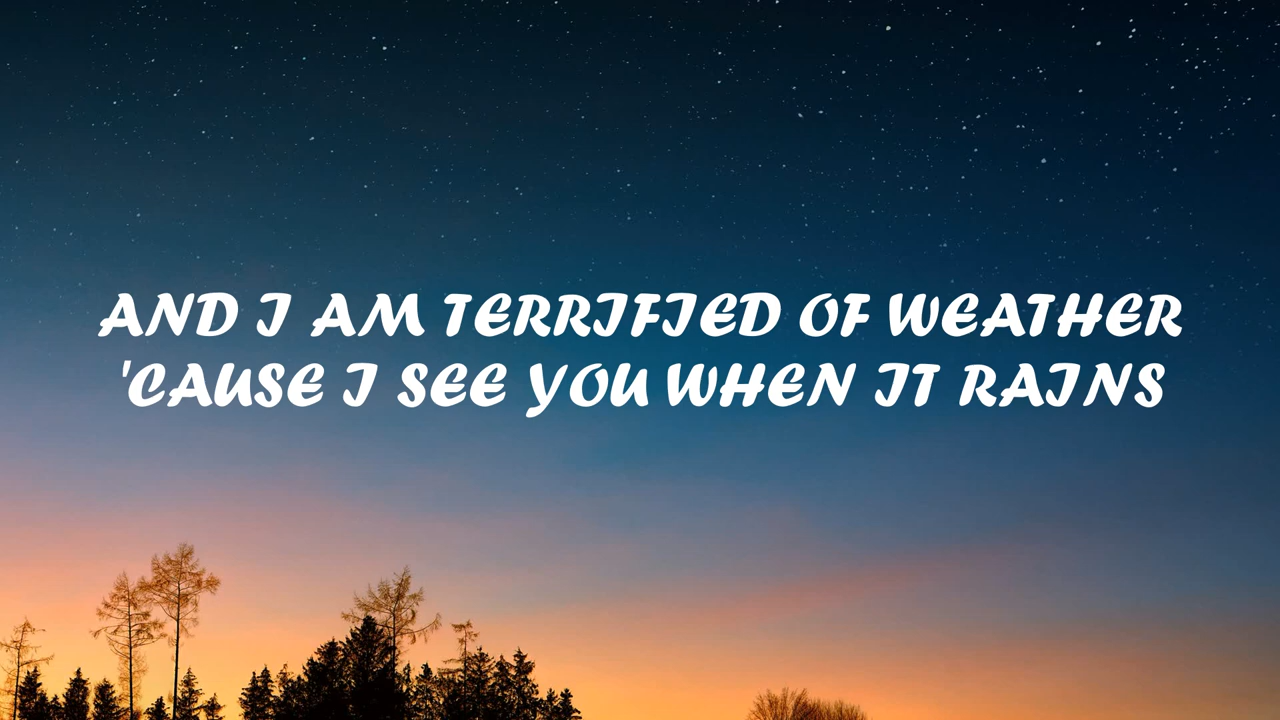 AND I AM TERRIFIED OF WEATHER
'CAUSE I SEE YOU WHEN IT RAINS